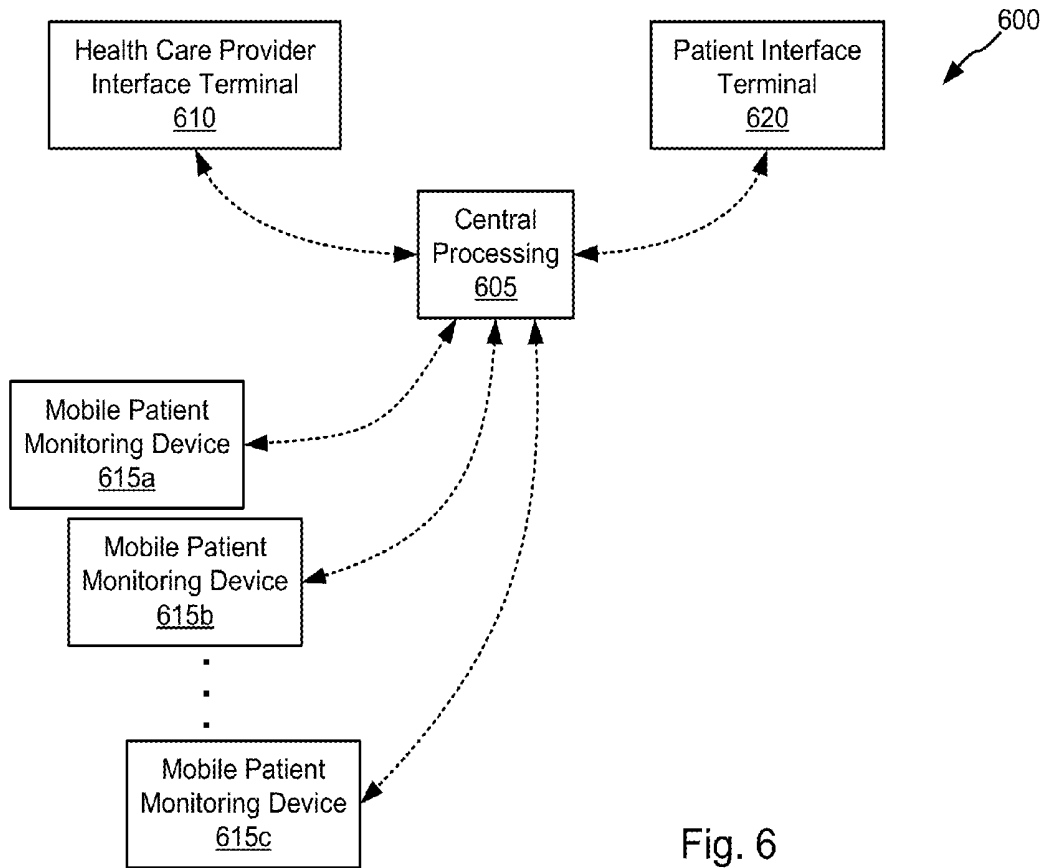 600
Health Care Provider
Interface Terminal
610
Patient Interface
Terminal
620
Central
Processing
605
Mobile Patient
Monitoring Device
615a
Mobile Patient
Monitoring Device
615b
Mobile Patient
Monitoring Device
615c
Fig. 6